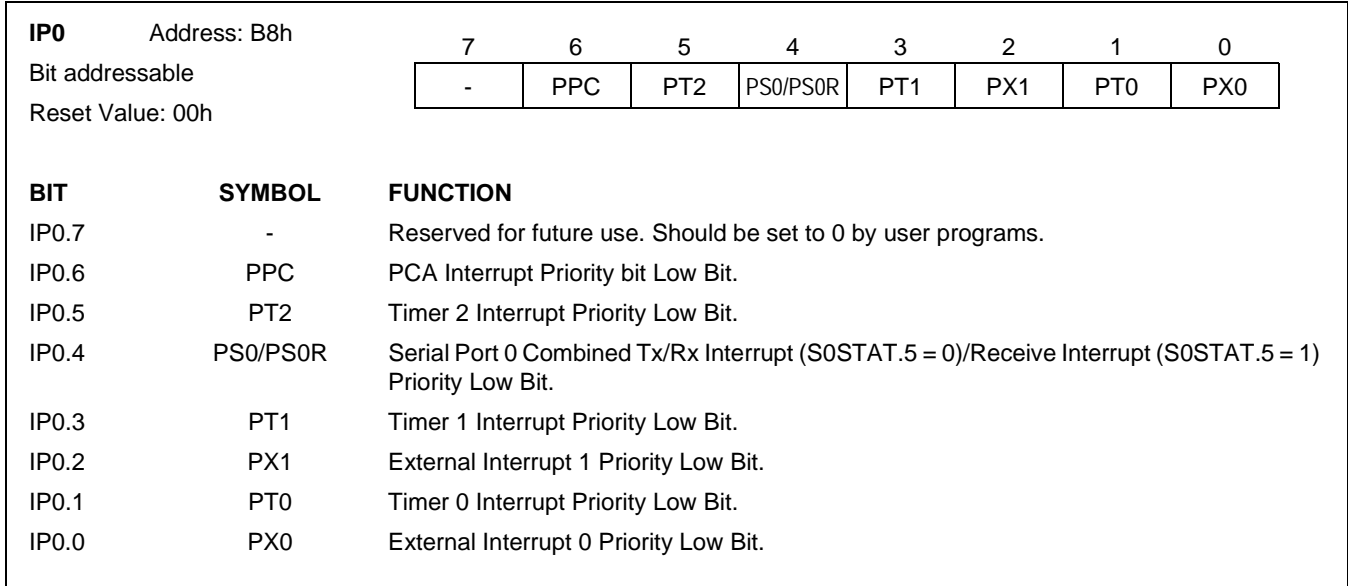 IP0 Address: B8h
7 6 5 4 3 2 1 0
Bit addressable
- PPC PT2 PS0/PS0R PT1 PX1 PT0 PX0
Reset Value: 00h
BIT SYMBOL FUNCTION
IP0.7 - Reserved for future use. Should be set to 0 by user programs.
IP0.6 PPC PCA Interrupt Priority bit Low Bit.
IP0.5 PT2 Timer 2 Interrupt Priority Low Bit.
IP0.4 PS0/PS0R Serial Port 0 Combined Tx/Rx Interrupt (S0STAT.5 = 0)/Receive Interrupt (S0STAT.5 = 1)
Priority Low Bit.
IP0.3 PT1 Timer 1 Interrupt Priority Low Bit.
IP0.2 PX1 External Interrupt 1 Priority Low Bit.
IP0.1 PT0 Timer 0 Interrupt Priority Low Bit.
IP0.0 PX0 External Interrupt 0 Priority Low Bit.